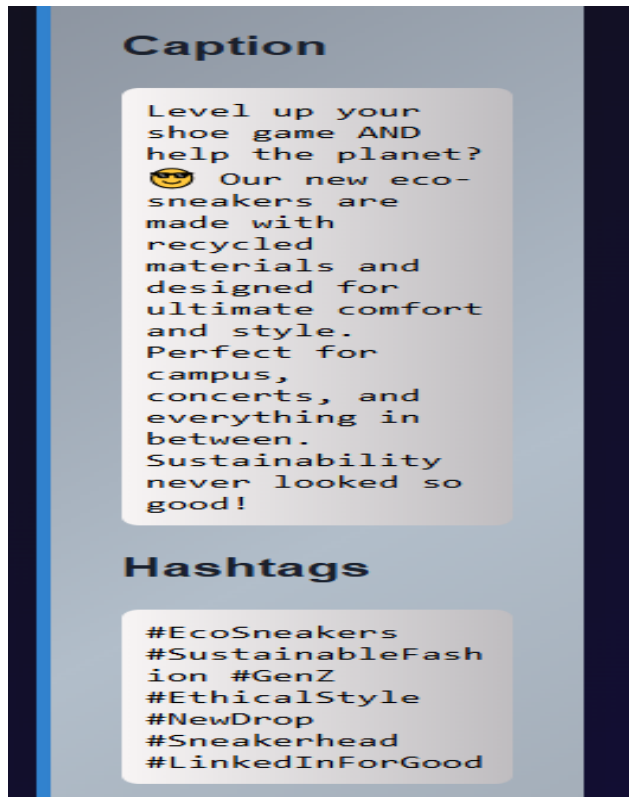 Caption
Level up your
shoe game AND
help the planet?
😎 Our new eco-
sneakers are
made with
recycled
materials and
designed for
ultimate comfort
and style.
Perfect for
campus,
concerts, and
everything in
between.
Sustainability
never looked so
good!
Hashtags
#EcoSneakers
#SustainableFash
ion #GenZ
#EthicalStyle
#NewDrop
#Sneakerhead
#LinkedInForGood